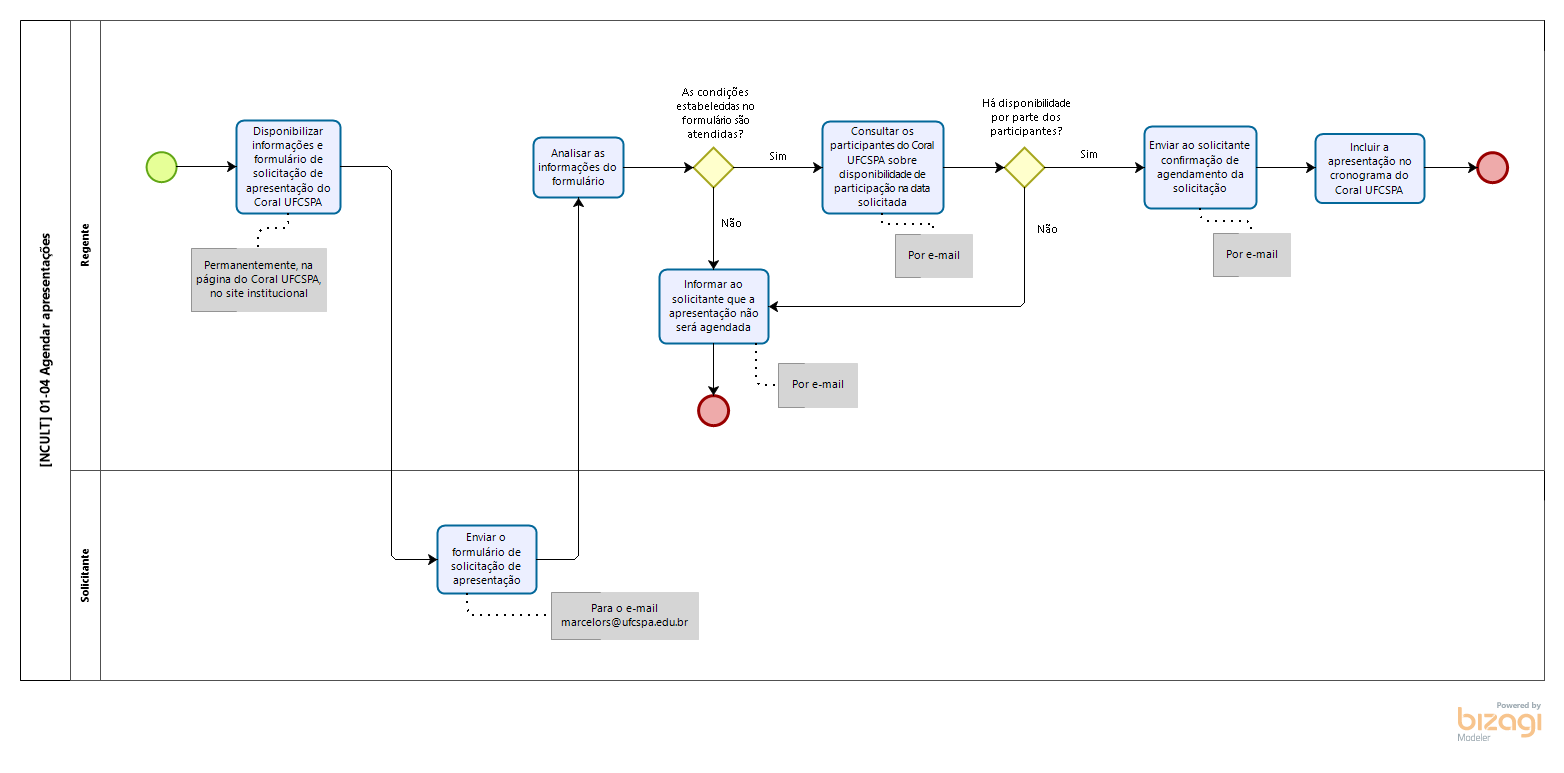 [NCULT] 01-04 Agendar apresentações
Regente
Disponibilizar
informações e
formulário de
solicitação de
apresentação do
Coral UFCSPA
Permanentemente, na
página do Coral UFCSPA,
no site institucional
Analisar as
informações do
formulário
As condições
estabelecidas no
formulário são
atendidas?
Sim
Não
Consultar os
participantes do Coral
UFCSPA sobre
disponibilidade de
participação na data
solicitada
Por e-mail
Há disponibilidade
por parte dos
participantes?
Sim
Não
Enviar ao solicitante
confirmação de
agendamento da
solicitação
Por e-mail
Incluir a
apresentação no
cronograma do
Coral UFCSPA
Informar ao
solicitante que a
apresentação não
será agendada
Por e-mail
Solicitante
Enviar o
formulário de
solicitação de
apresentação
Para o e-mail
marcelors@ufcspa.edu.br
Powered by
bizagi
Modeler